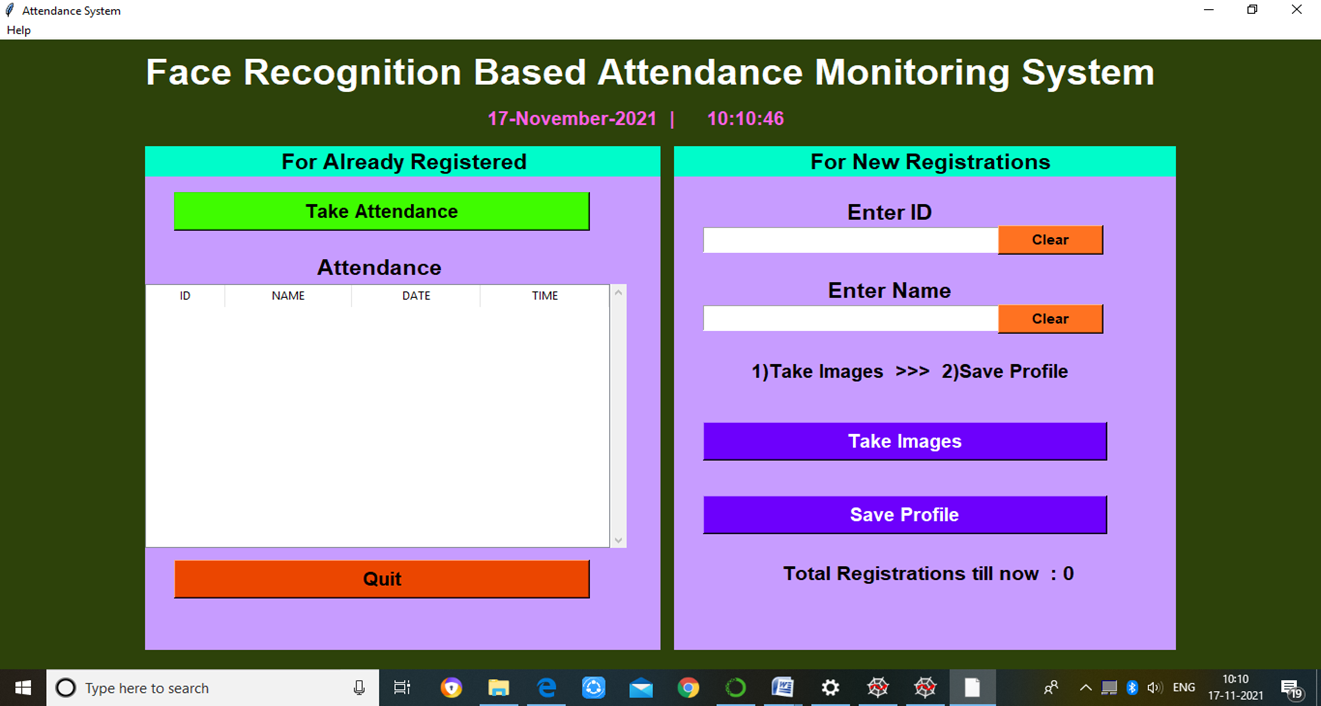 Attendance System
Help
Face Recognition Based Attendance Monitoring System
17-November-2021 | 10:10:46
For Already Registered
Take Attendance
Attendance
ID NAME DATE TIME
Quit
For New Registrations
Enter ID
Clear
Enter Name
Clear
1)Take Images >>> 2)Save Profile
Take Images
Save Profile
Total Registrations till now : 0
Type here to search
ENG
10:10
17-11-2021
19